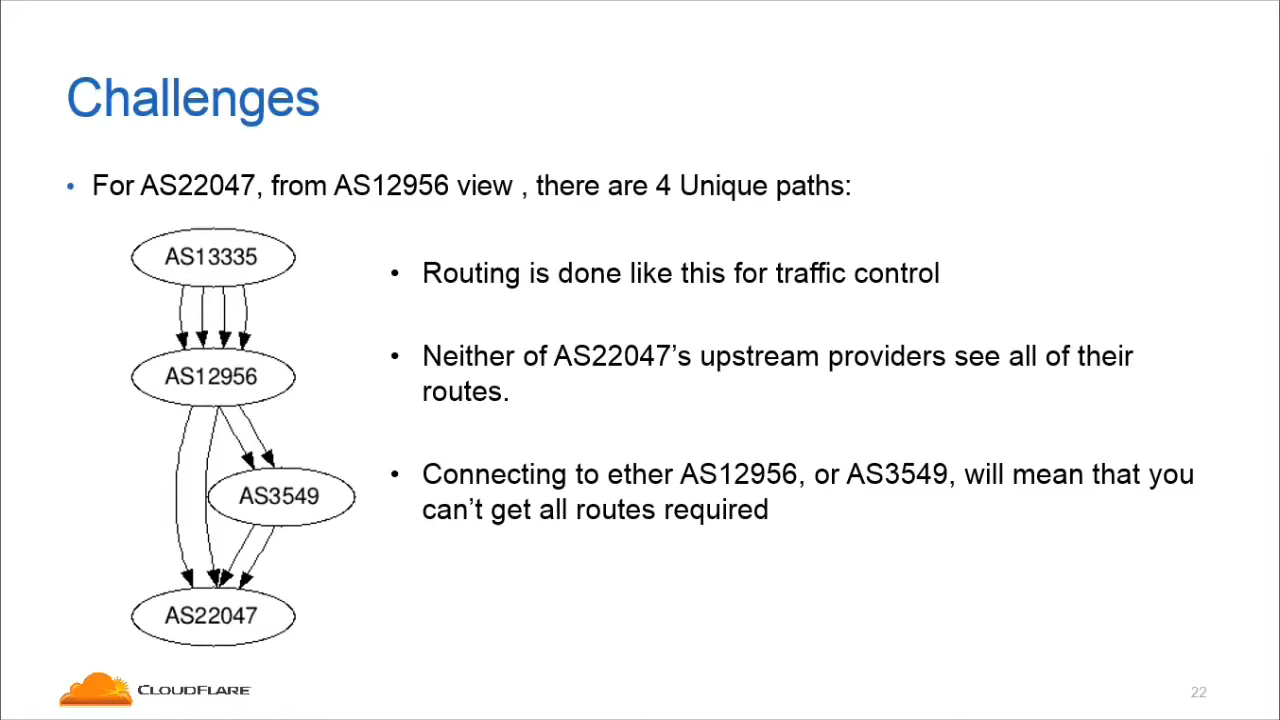 Challenges
• For AS22047, from AS12956 view , there are 4 Unique paths:
AS13335
AS12956
AS3549
AS22047
• Routing is done like this for traffic control
• Neither of AS22047’s upstream providers see all of their
routes.
• Connecting to ether AS12956, or AS3549, will mean that you
can’t get all routes required
CLOUDFLARE
22